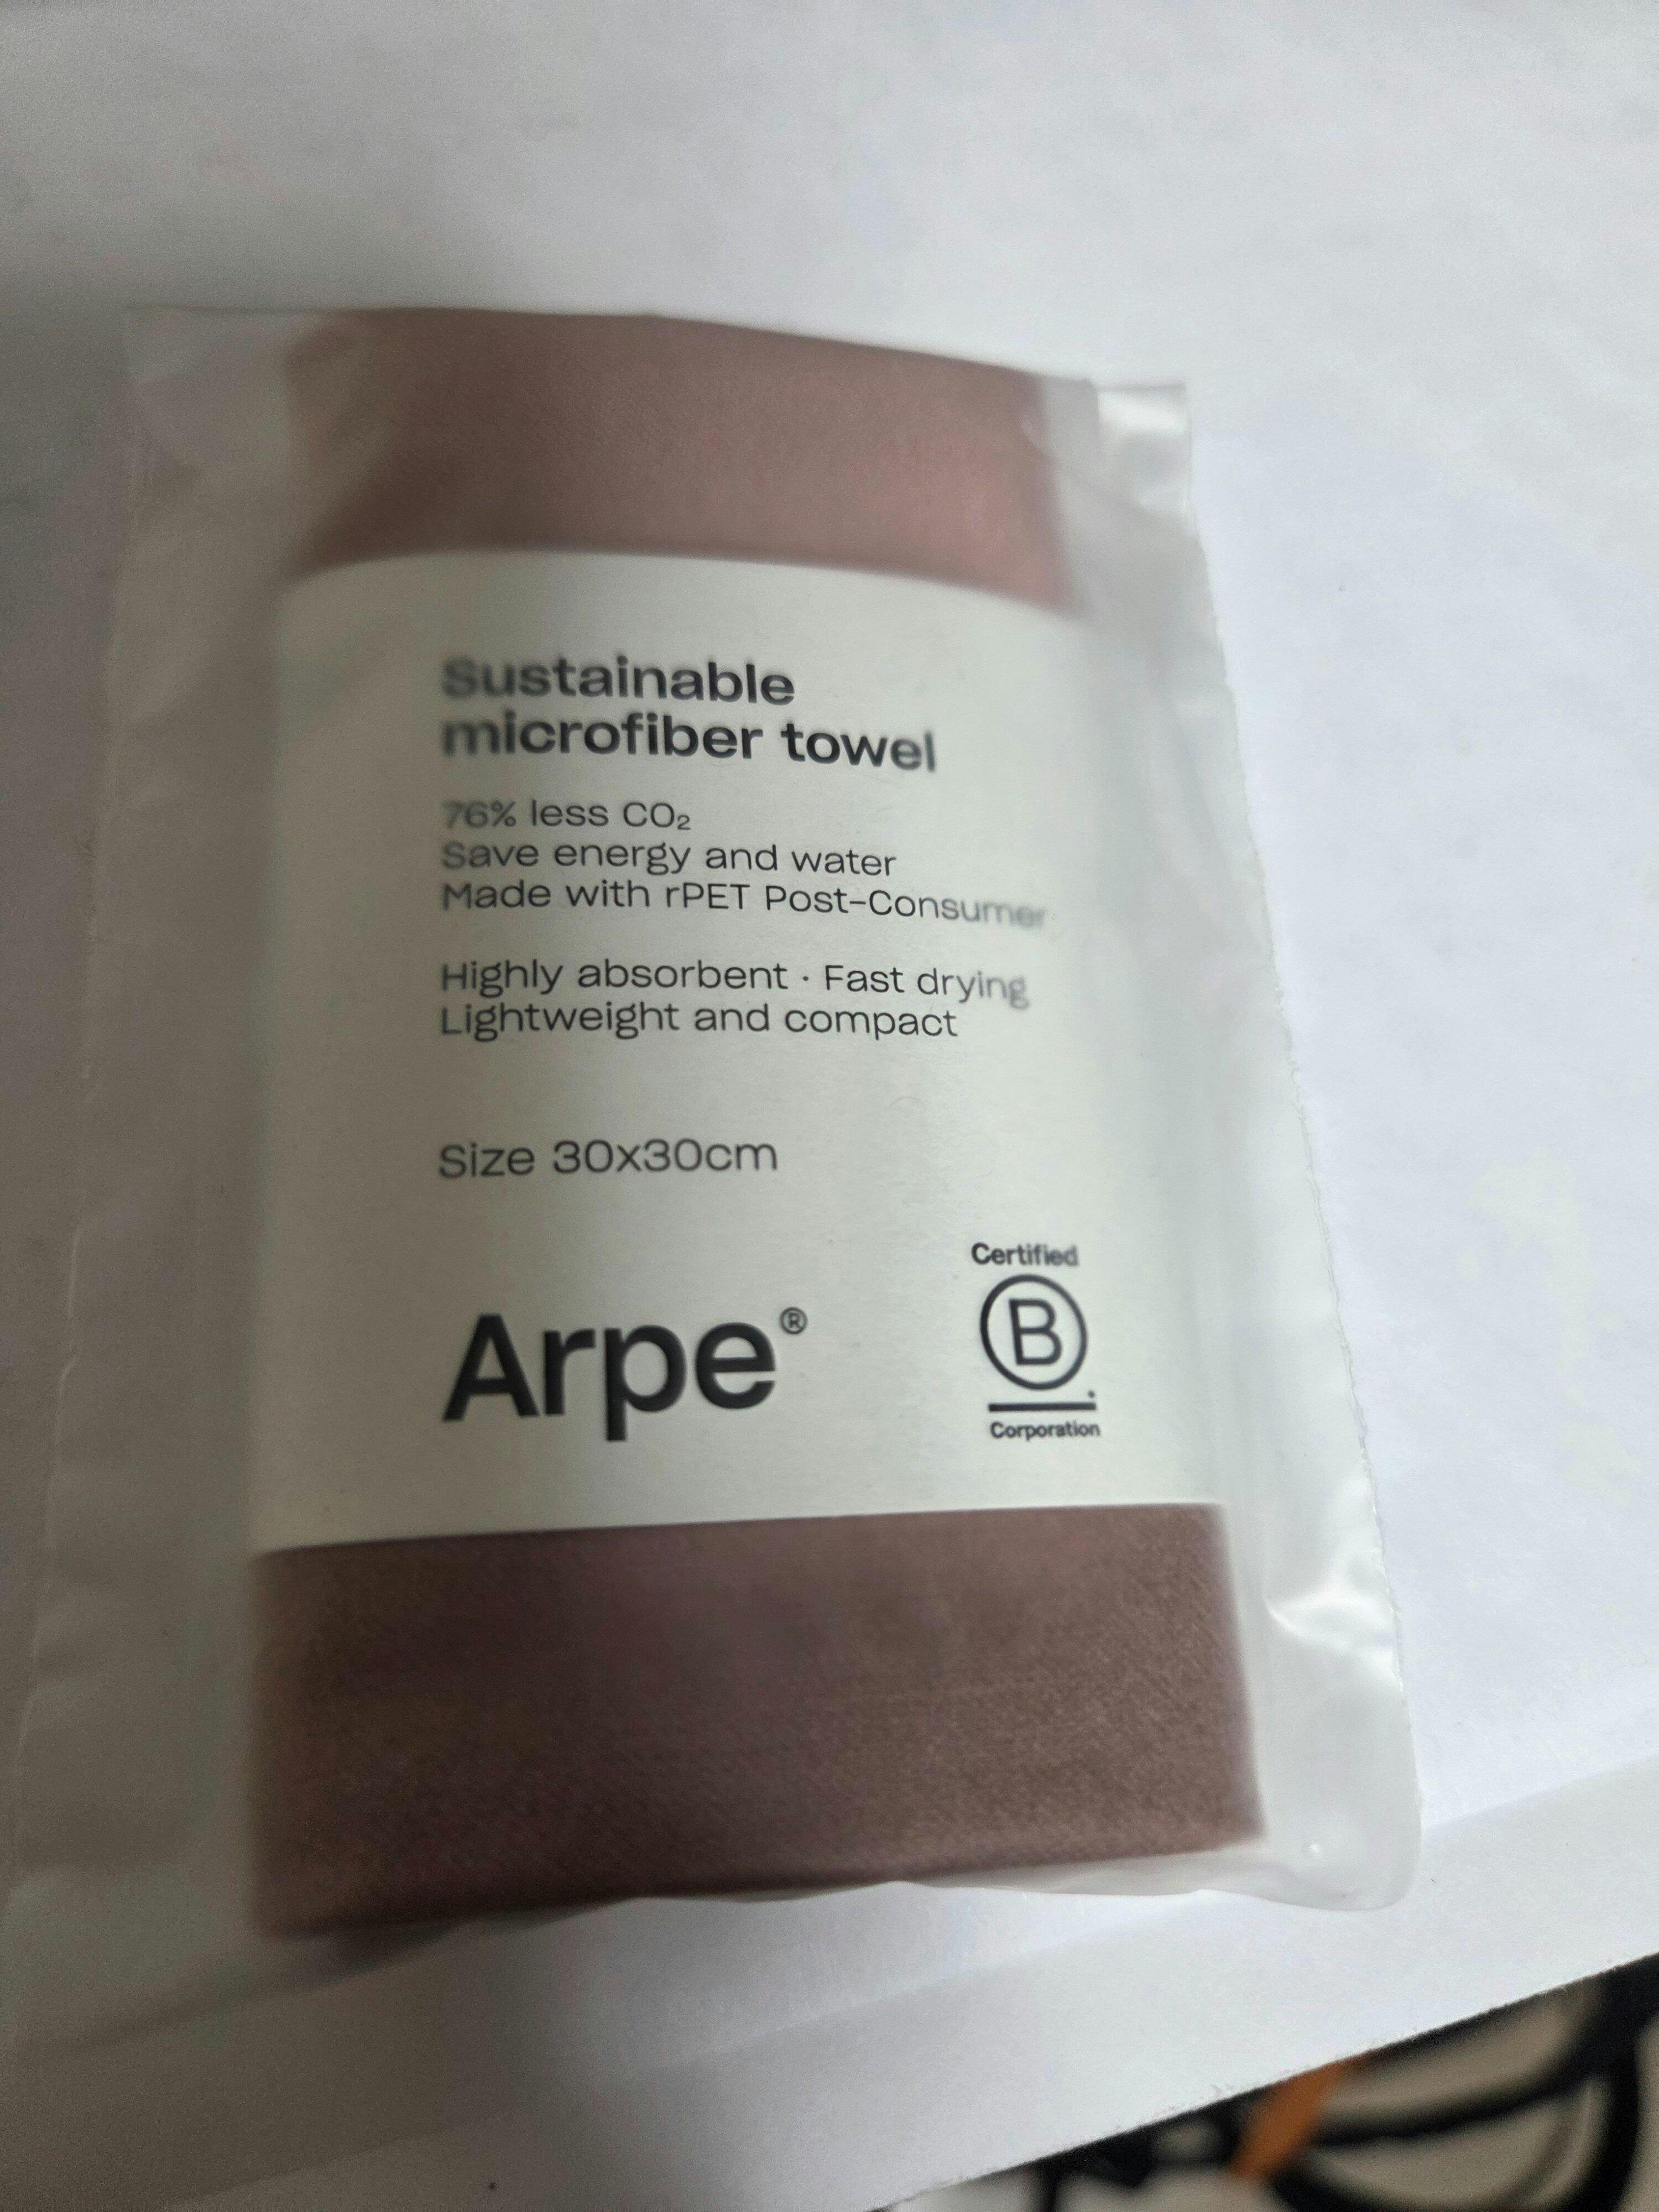 Sustainable
microfiber towel
76% less CO₂
Save energy and water
Made with rPET Post-Consumer
Highly absorbent · Fast drying
Lightweight and compact
Size 30x30cm
Arpe®
Certified
B
Corporation